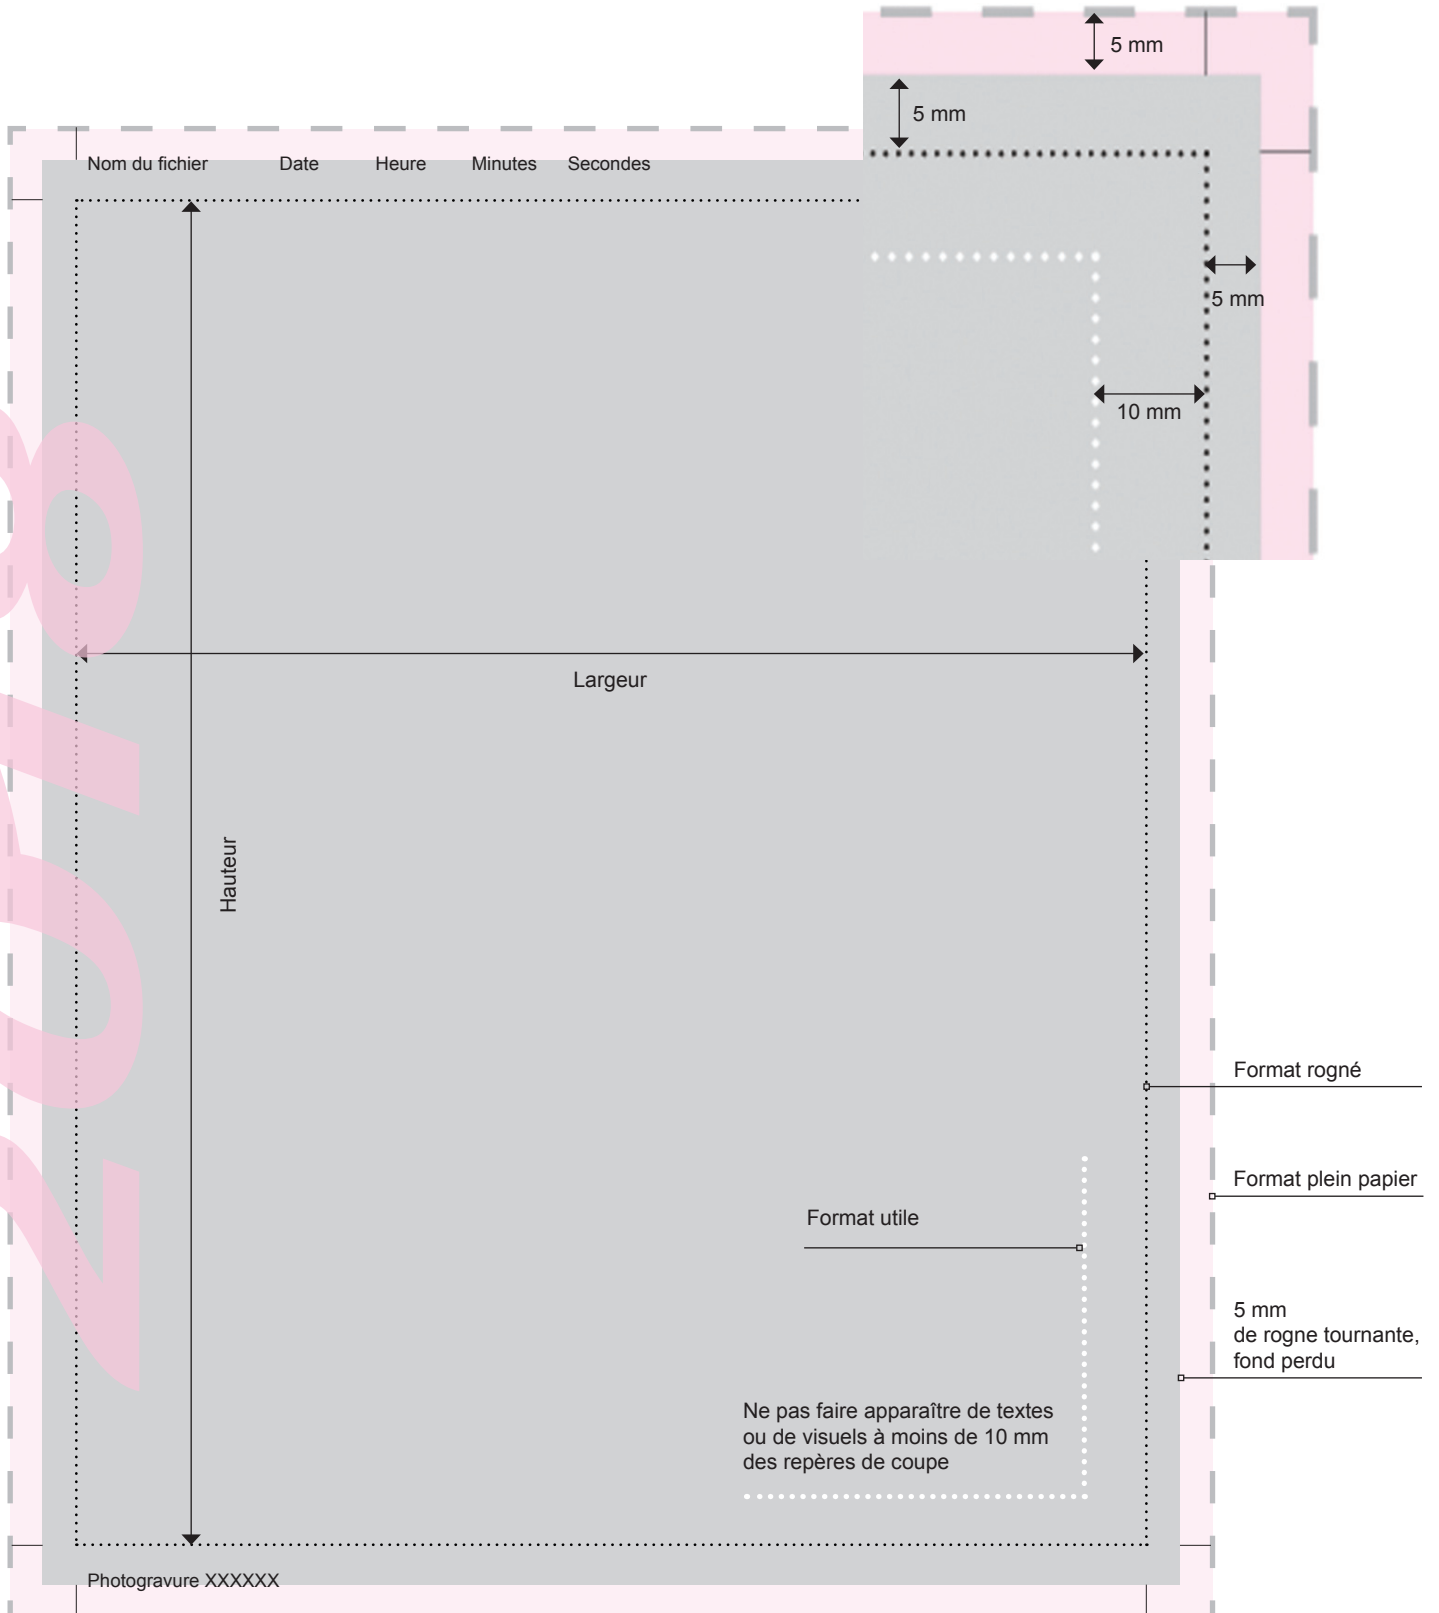 5 mm
5 mm
Nom du fichier Date Heure Minutes Secondes
5 mm
10 mm
Largeur
Hauteur
2018
Format rogné
Format plein papier
Format utile
5 mm
de rogne tournante,
fond perdu
Ne pas faire apparaître de textes
ou de visuels à moins de 10 mm
des repères de coupe
Photogravure XXXXXX